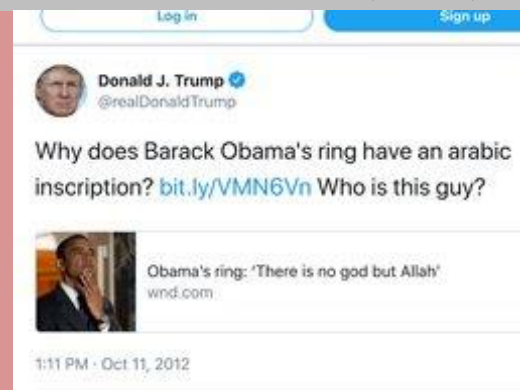 Log in
Sign up
Donald J. Trump
@realDonaldTrump
Why does Barack Obama's ring have an arabic
inscription? bit.ly/VMN6Vn Who is this guy?
Obama's ring: 'There is no god but Allah'
wnd.com
1:11 PM · Oct 11, 2012